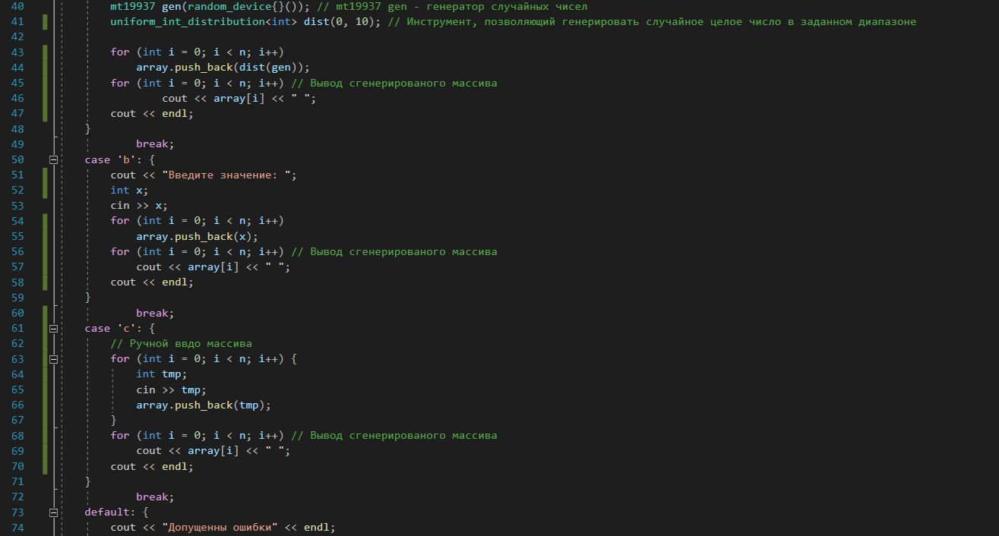 40 mt19937 gen(random_device{}()); // mt19937 gen - генератор случайных чисел
41 uniform_int_distribution<int> dist(0, 10); // Инструмент, позволяющий генерировать случайное целое число в заданном диапазоне
42
43 for (int i = 0; i < n; i++)
44 array.push_back(dist(gen));
45 for (int i = 0; i < n; i++) // Вывод сгенерированого массива
46 cout << array[i] << " ";
47 cout << endl;
48 }
49 break;
50 case 'b': {
51 cout << "Введите значение: ";
52 int x;
53 cin >> x;
54 for (int i = 0; i < n; i++)
55 array.push_back(x);
56 for (int i = 0; i < n; i++) // Вывод сгенерированого массива
57 cout << array[i] << " ";
58 cout << endl;
59 }
60 break;
61 case 'c': {
62 // Ручной ввдо массива
63 for (int i = 0; i < n; i++) {
64 int tmp;
65 cin >> tmp;
66 array.push_back(tmp);
67 }
68 for (int i = 0; i < n; i++) // Вывод сгенерированого массива
69 cout << array[i] << " ";
70 cout << endl;
71 }
72 break;
73 default: {
74 cout << "Допущенны ошибки" << endl;